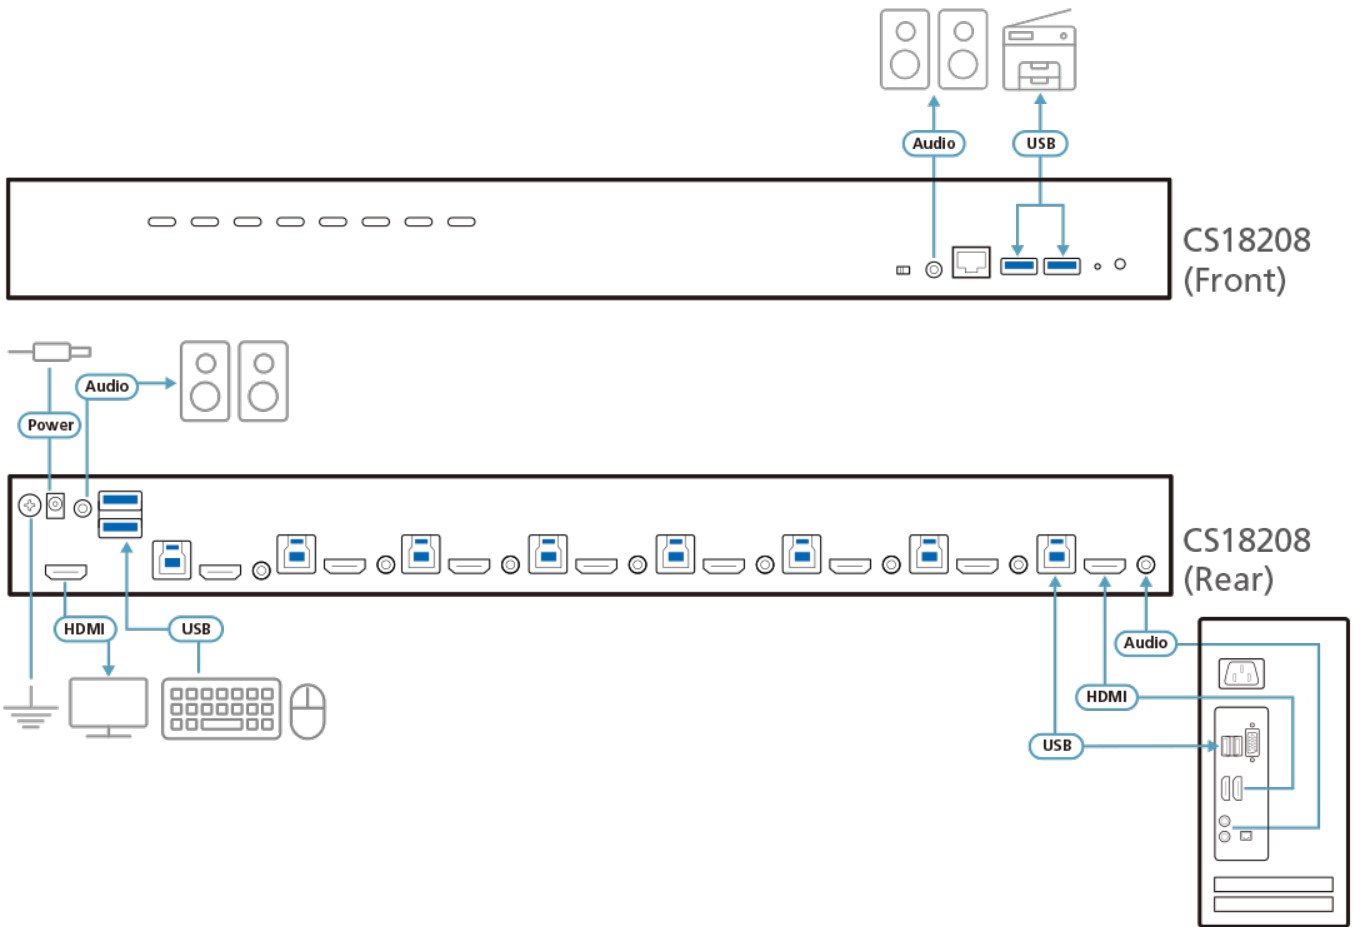 Audio
USB
CS18208
(Front)
Audio
Power
CS18208
(Rear)
HDMI
USB
Audio
HDMI
USB